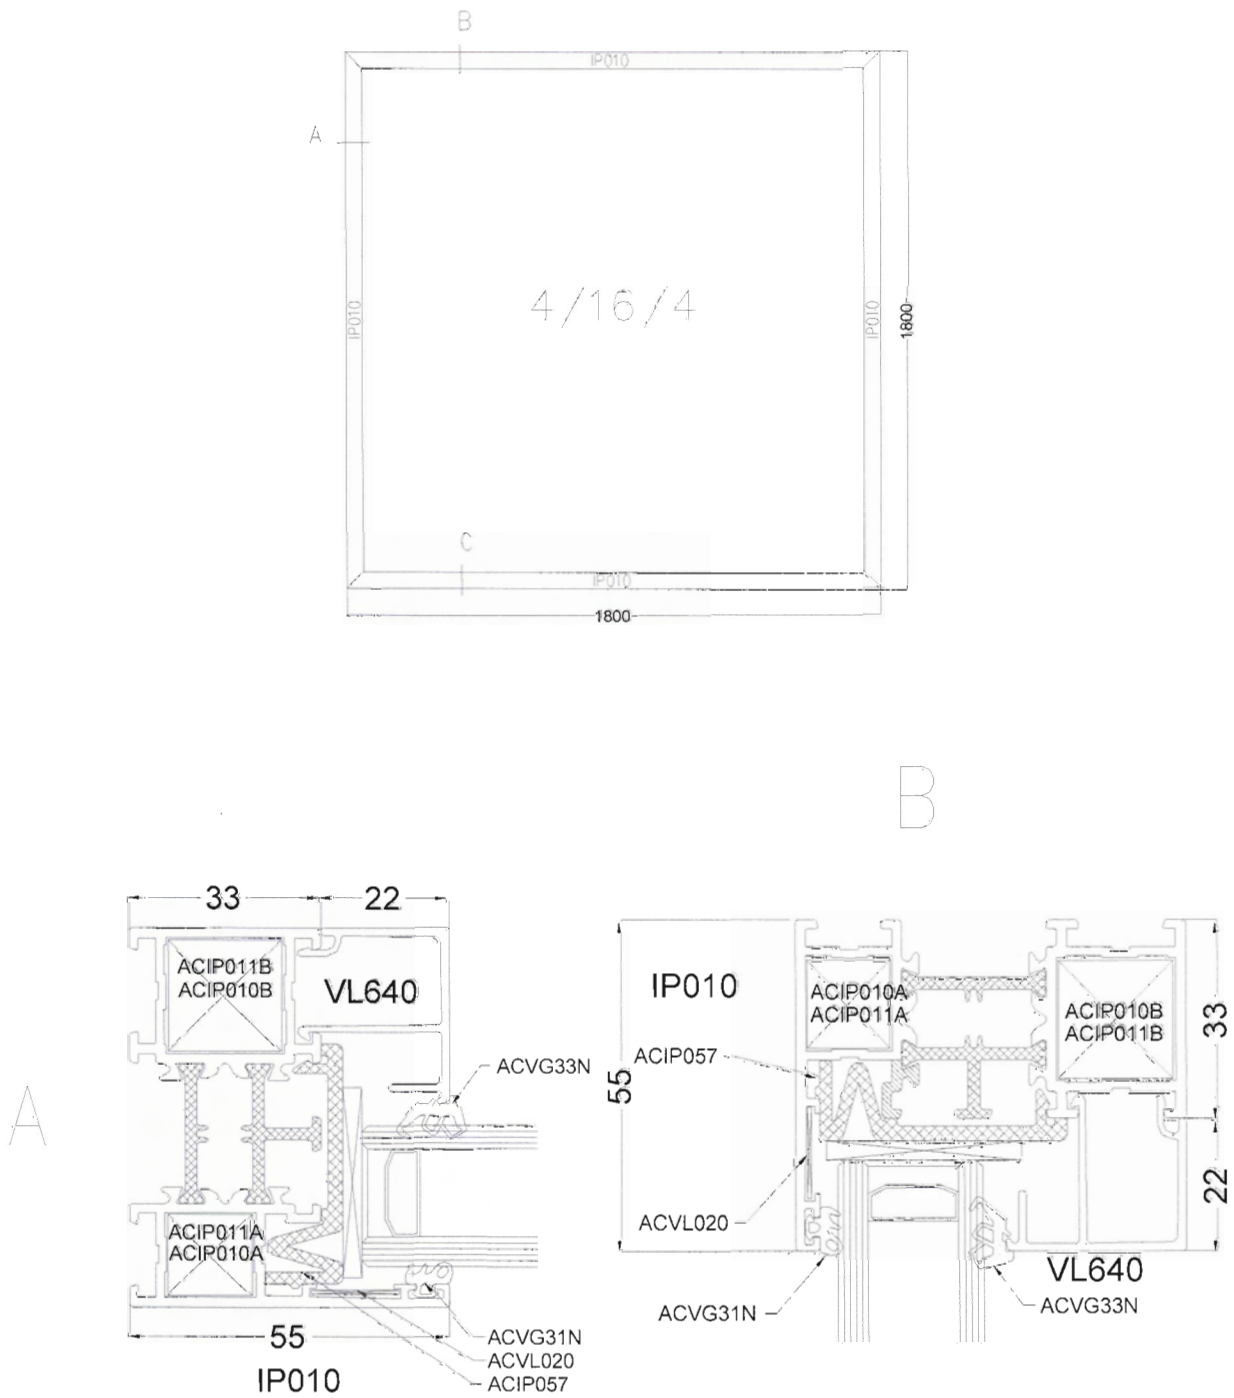 B
IP010
A
IP010
4/16/4
IP010
1800
C
IP010
1800
B
33
22
ACIP011B
ACIP010B
VL640
ACVG33N
A
ACIP011A
ACIP010A
55
IP010
ACVG31N
ACVL020
ACIP057
IP010
ACIP010A
ACIP011A
ACIP010B
ACIP011B
33
ACIP057
55
22
ACVL020
VL640
ACVG31N
ACVG33N